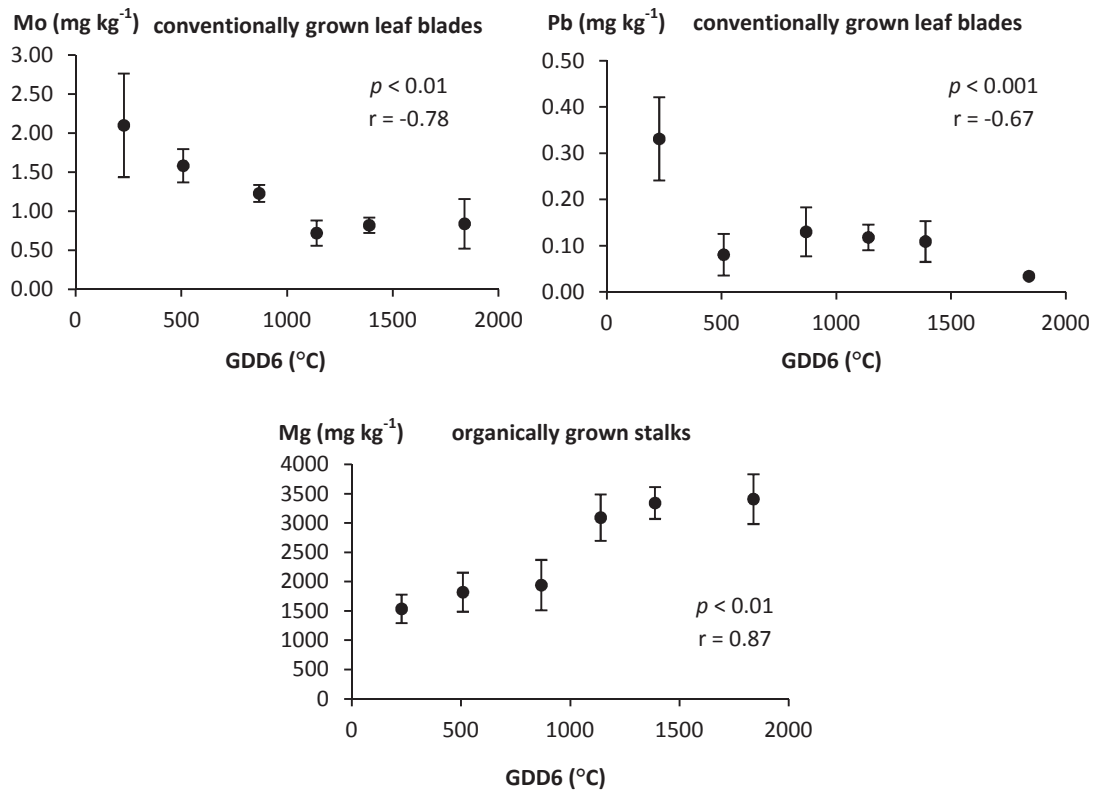 Mo (mg kg⁻¹) conventionally grown leaf blades
3.00
2.50
2.00
1.50
1.00
0.50
0.00
p < 0.01
r = -0.78
0 500 1000 1500 2000
GDD6 (°C)
Pb (mg kg⁻¹) conventionally grown leaf blades
0.50
0.40
0.30
0.20
0.10
0.00
p < 0.001
r = -0.67
0 500 1000 1500 2000
GDD6 (°C)
Mg (mg kg⁻¹) organically grown stalks
4000
3500
3000
2500
2000
1500
1000
500
0
p < 0.01
r = 0.87
0 500 1000 1500 2000
GDD6 (°C)